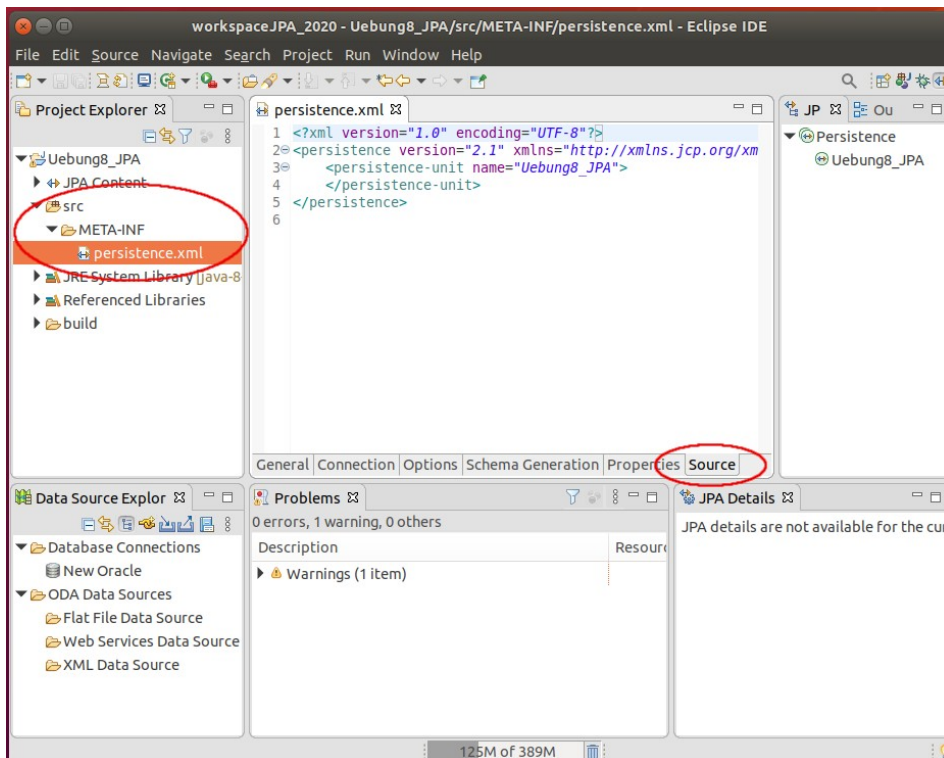 workspaceJPA_2020 - Uebung8_JPA/src/META-INF/persistence.xml - Eclipse IDE
File Edit Source Navigate Search Project Run Window Help
Project Explorer
Uebung8_JPA
JPA Content
src
META-INF
persistence.xml
JRE System Library [java-8
Referenced Libraries
build
persistence.xml
1 <?xml version="1.0" encoding="UTF-8"?>
2 <persistence version="2.1" xmlns="http://xmlns.jcp.org/xm
3 <persistence-unit name="Uebung8_JPA">
4 </persistence-unit>
5 </persistence>
6
General Connection Options Schema Generation Properties Source
JP Ou
Persistence
Uebung8_JPA
Data Source Explor
Database Connections
New Oracle
ODA Data Sources
Flat File Data Source
Web Services Data Source
XML Data Source
Problems
0 errors, 1 warning, 0 others
Description Resourc
Warnings (1 item)
JPA Details
JPA details are not available for the cur
125M of 389M